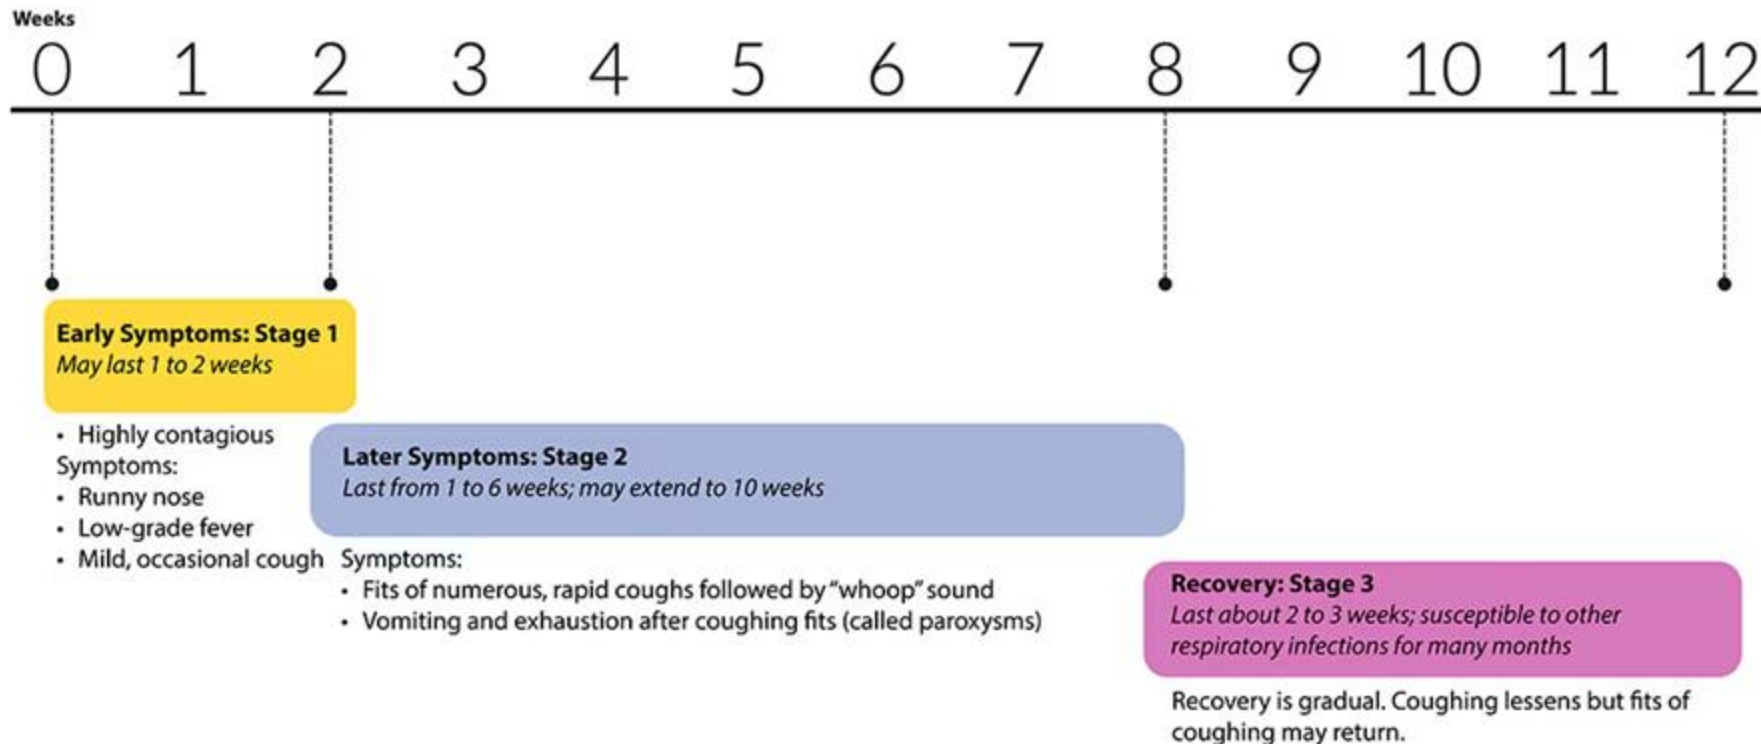 Weeks
0 1 2 3 4 5 6 7 8 9 10 11 12
Early Symptoms: Stage 1
May last 1 to 2 weeks
• Highly contagious
Symptoms:
• Runny nose
• Low-grade fever
• Mild, occasional cough
Later Symptoms: Stage 2
Last from 1 to 6 weeks; may extend to 10 weeks
Symptoms:
• Fits of numerous, rapid coughs followed by “whoop” sound
• Vomiting and exhaustion after coughing fits (called paroxysms)
Recovery: Stage 3
Last about 2 to 3 weeks; susceptible to other
respiratory infections for many months
Recovery is gradual. Coughing lessens but fits of
coughing may return.